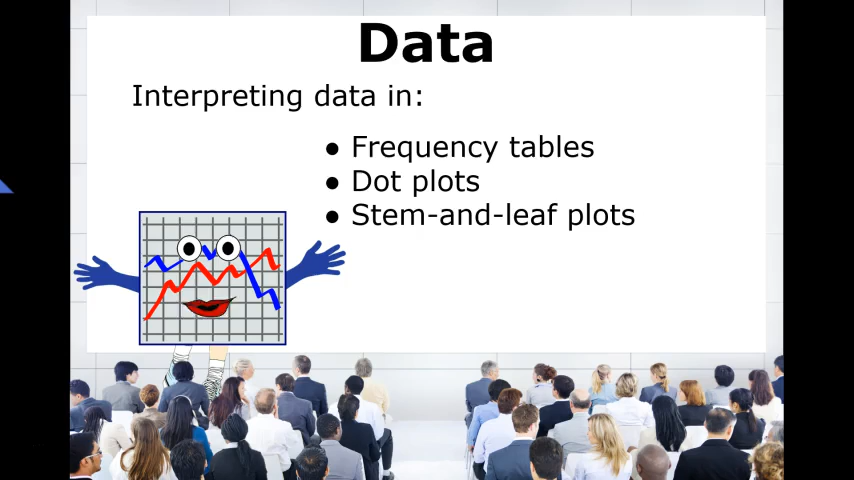 Data
Interpreting data in:
● Frequency tables
● Dot plots
● Stem-and-leaf plots